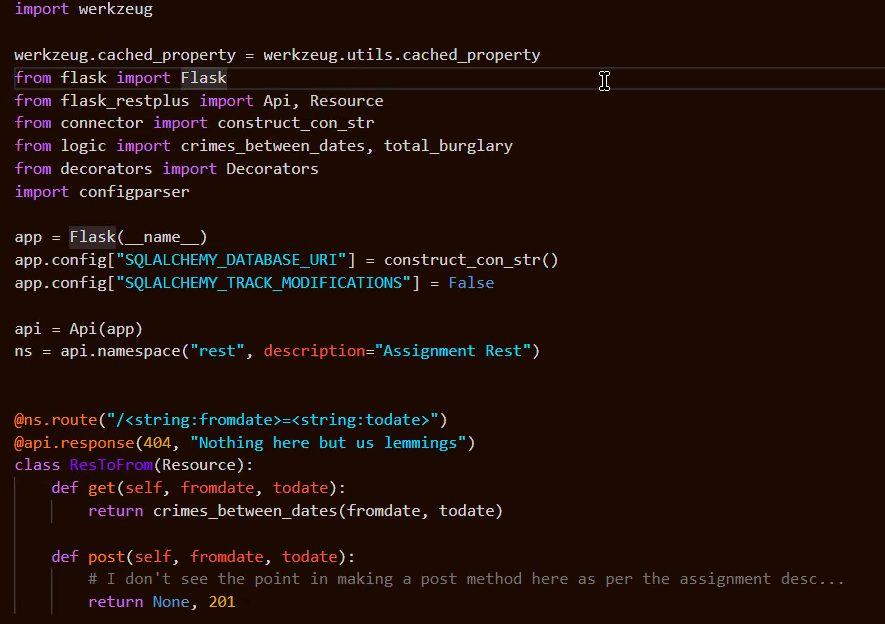 import werkzeug
werkzeug.cached_property = werkzeug.utils.cached_property
from flask import Flask
from flask_restplus import Api, Resource
from connector import construct_con_str
from logic import crimes_between_dates, total_burglary
from decorators import Decorators
import configparser
app = Flask(__name__)
app.config["SQLALCHEMY_DATABASE_URI"] = construct_con_str()
app.config["SQLALCHEMY_TRACK_MODIFICATIONS"] = False
api = Api(app)
ns = api.namespace("rest", description="Assignment Rest")
@ns.route("/<string:fromdate>=<string:todate>")
@api.response(404, "Nothing here but us lemmings")
class ResToFrom(Resource):
    def get(self, fromdate, todate):
        return crimes_between_dates(fromdate, todate)
    def post(self, fromdate, todate):
        # I don't see the point in making a post method here as per the assignment desc...
        return None, 201